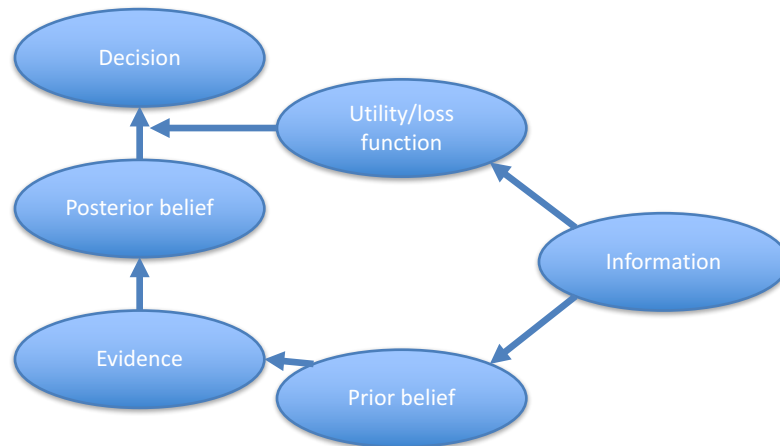 Decision
Utility/loss
function
Posterior belief
Information
Evidence
Prior belief